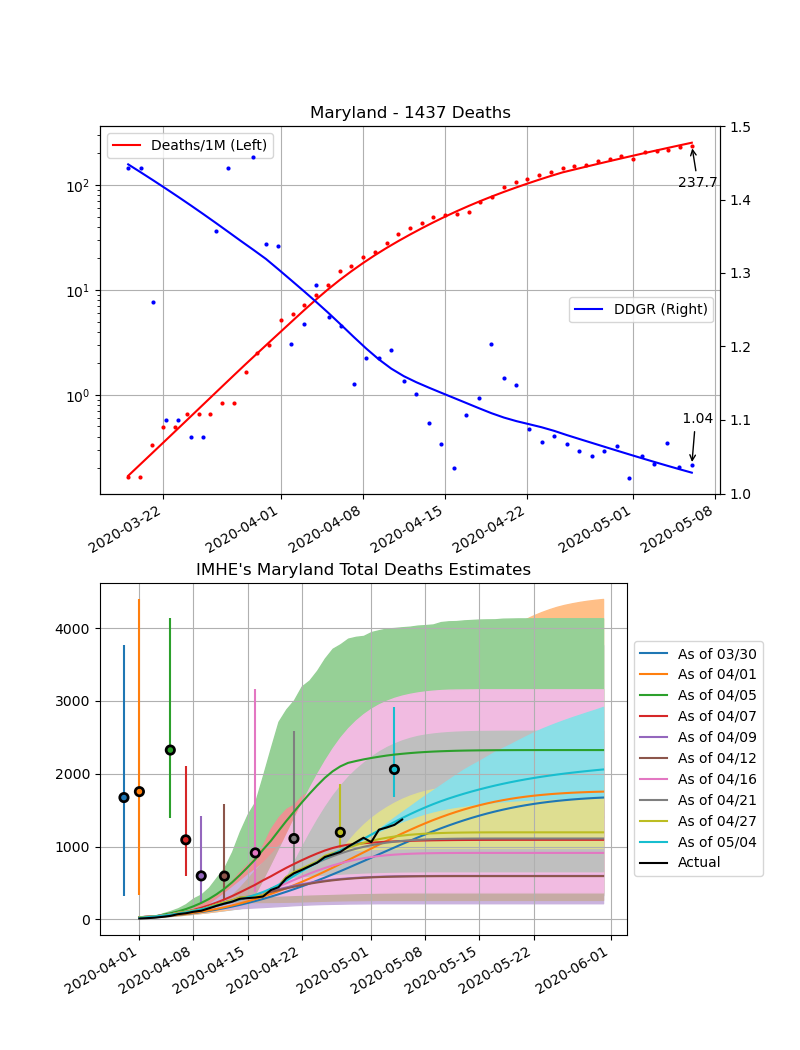 Maryland - 1437 Deaths
Deaths/1M (Left)
DDGR (Right)
237.7
1.04
10²
10¹
10⁰
1.5
1.4
1.3
1.2
1.1
1.0
2020-03-22
2020-04-01
2020-04-08
2020-04-15
2020-04-22
2020-05-01
2020-05-08
IMHE's Maryland Total Deaths Estimates
4000
3000
2000
1000
0
2020-04-01
2020-04-08
2020-04-15
2020-04-22
2020-05-01
2020-05-08
2020-05-15
2020-05-22
2020-06-01
As of 03/30
As of 04/01
As of 04/05
As of 04/07
As of 04/09
As of 04/12
As of 04/16
As of 04/21
As of 04/27
As of 05/04
Actual